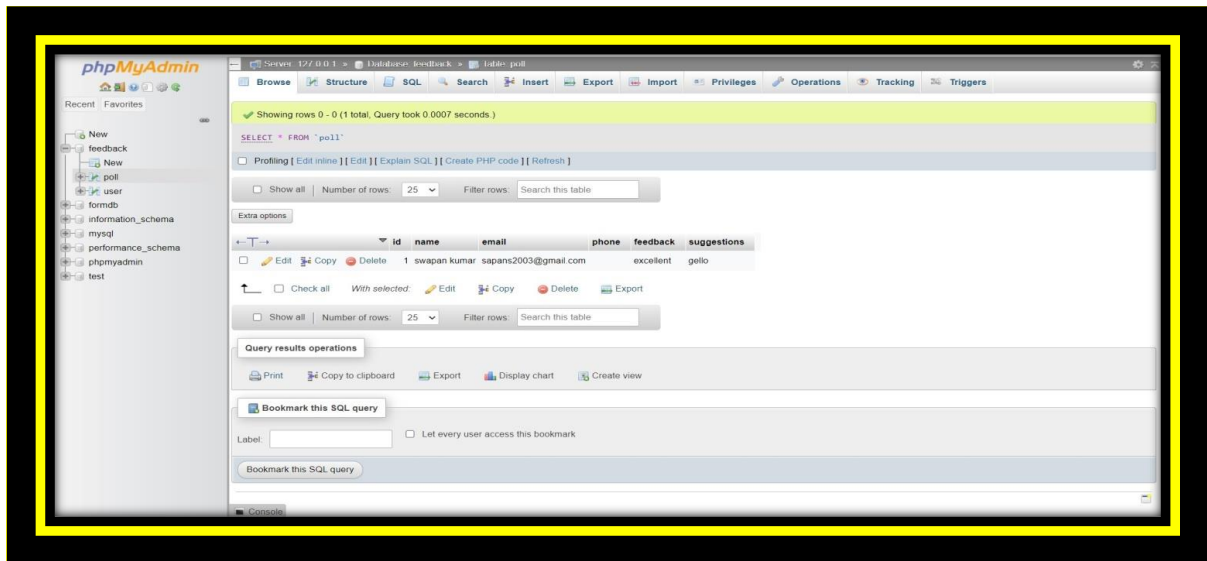 phpMyAdmin
Recent Favorites
New
feedback
New
poll
user
formdb
information_schema
mysql
performance_schema
phpmyadmin
test
Server: 127.0.0.1 » Database: feedback » Table: poll
Browse Structure SQL Search Insert Export Import Privileges Operations Tracking Triggers
Showing rows 0 - 0 (1 total, Query took 0.0007 seconds.)
SELECT * FROM `poll`
Profiling [ Edit inline ] [ Edit ] [ Explain SQL ] [ Create PHP code ] [ Refresh ]
Show all | Number of rows: 25 Filter rows: Search this table
Extra options
←T→ id name email phone feedback suggestions
Edit Copy Delete 1 swapan kumar sapans2003@gmail.com excellent gello
Check all With selected: Edit Copy Delete Export
Show all | Number of rows: 25 Filter rows: Search this table
Query results operations
Print Copy to clipboard Export Display chart Create view
Bookmark this SQL query
Label: Let every user access this bookmark
Bookmark this SQL query
Console